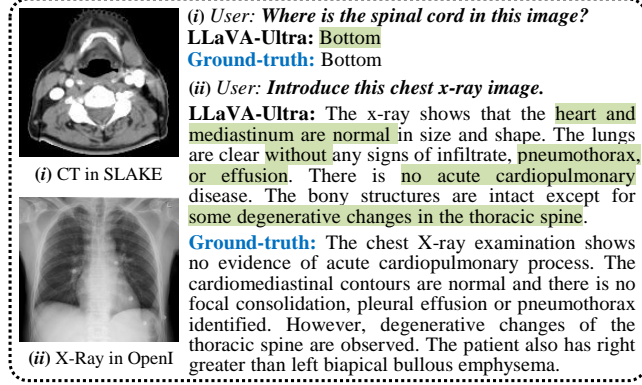 (i) User: Where is the spinal cord in this image?
LLaVA-Ultra: Bottom
Ground-truth: Bottom
(i) CT in SLAKE
(ii) User: Introduce this chest x-ray image.
LLaVA-Ultra: The x-ray shows that the heart and
mediastinum are normal in size and shape. The lungs
are clear without any signs of infiltrate, pneumothorax,
or effusion. There is no acute cardiopulmonary
disease. The bony structures are intact except for
some degenerative changes in the thoracic spine.
Ground-truth: The chest X-ray examination shows
no evidence of acute cardiopulmonary process. The
cardiomediastinal contours are normal and there is no
focal consolidation, pleural effusion or pneumothorax
identified. However, degenerative changes of the
thoracic spine are observed. The patient also has right
greater than left biapical bullous emphysema.
(ii) X-Ray in OpenI